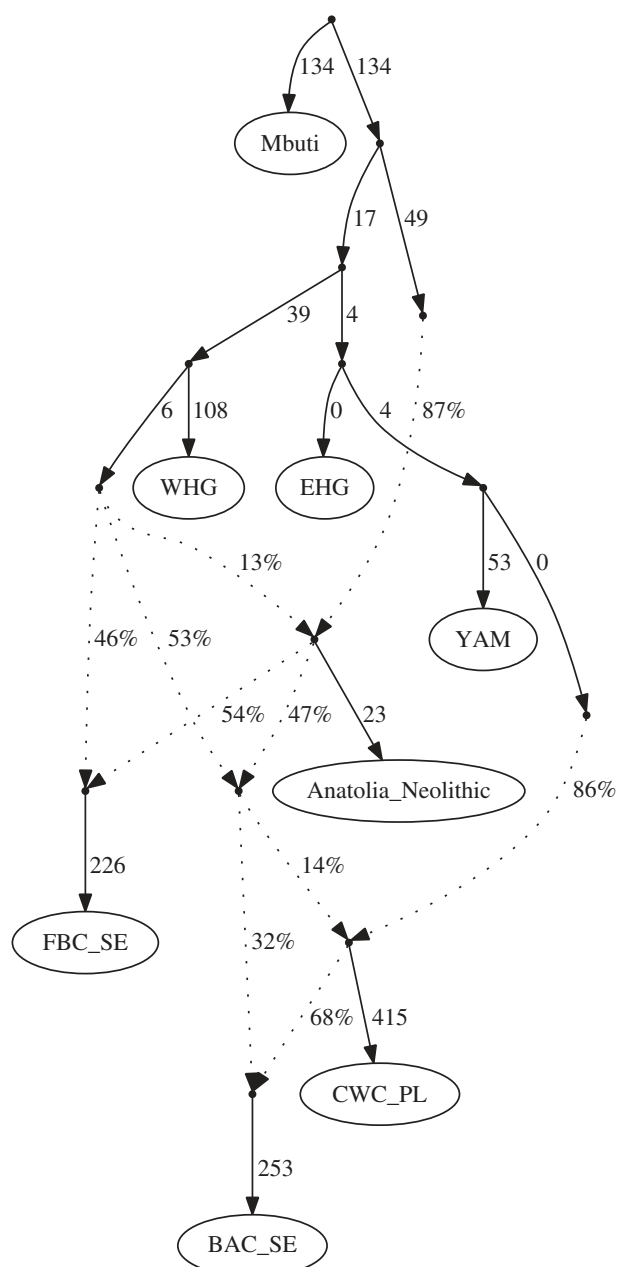 134 134
Mbuti
17 49
39 4
6 108 0 4 87%
WHG EHG
13% 53 0
46% 53% YAM
54% 47% 23
Anatolia_Neolithic 86%
226 14%
FBC_SE 32%
68% 415
CWC_PL
253
BAC_SE